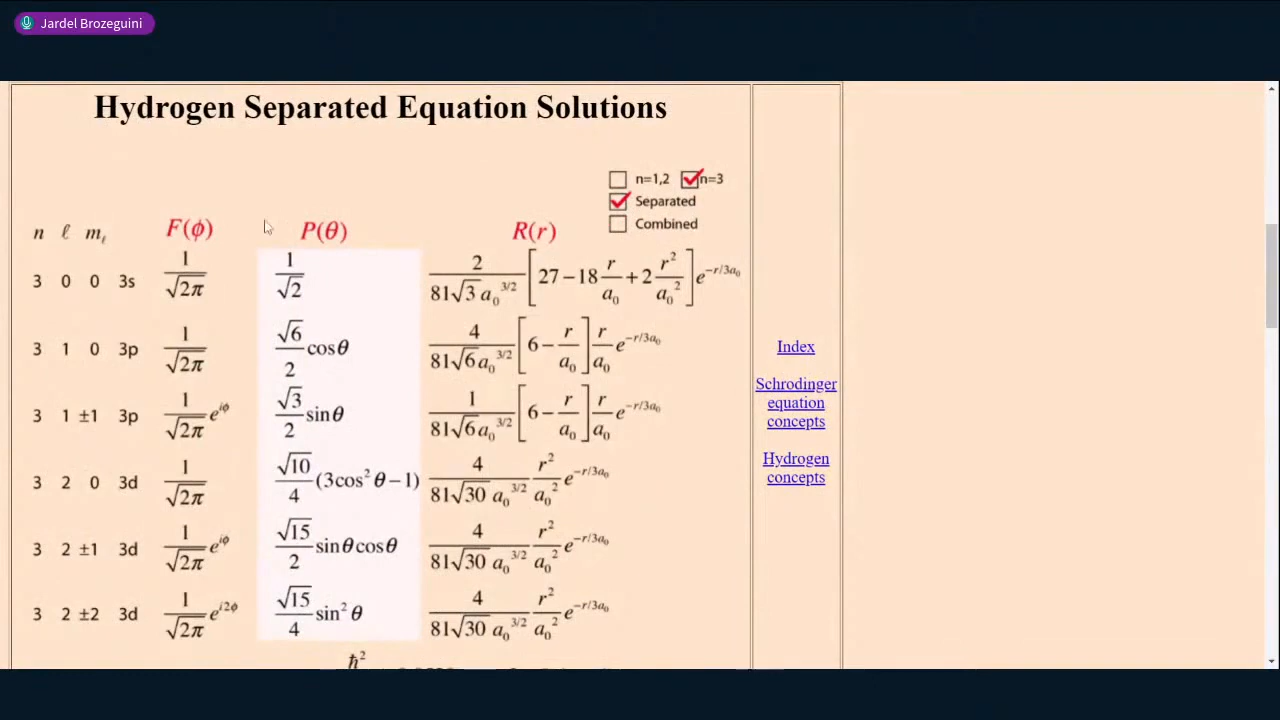 Jardel Brozeguini
Hydrogen Separated Equation Solutions
n=1,2 n=3
Separated
Combined
n ℓ m_ℓ F(ϕ) P(θ) R(r)
3 0 0 3s 1/√2π 1/√2 2/81√3 a₀^3/2 [27−18 r/a₀ + 2 r²/a₀²] e^−r/3a₀
3 1 0 3p 1/√2π √6/2 cosθ 4/81√6 a₀^3/2 [6− r/a₀] r/a₀ e^−r/3a₀
3 1 ±1 3p 1/√2π e^iϕ √3/2 sinθ 1/81√6 a₀^3/2 [6− r/a₀] r/a₀ e^−r/3a₀
3 2 0 3d 1/√2π √10/4 (3cos²θ−1) 4/81√30 a₀^3/2 r²/a₀² e^−r/3a₀
3 2 ±1 3d 1/√2π e^iϕ √15/2 sinθcosθ 4/81√30 a₀^3/2 r²/a₀² e^−r/3a₀
3 2 ±2 3d 1/√2π e^i2ϕ √15/4 sin²θ 4/81√30 a₀^3/2 r²/a₀² e^−r/3a₀
ħ²
Index
Schrodinger
equation
concepts
Hydrogen
concepts